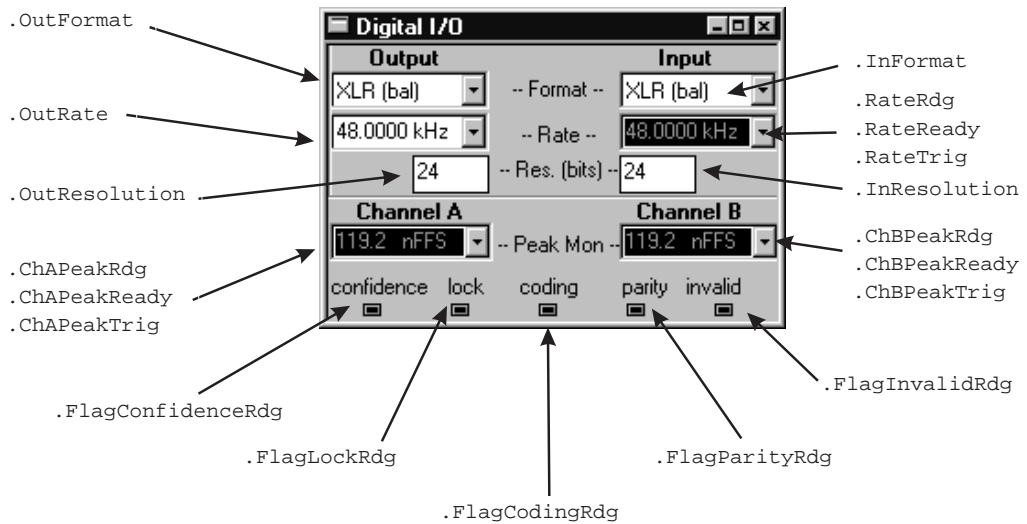 .OutFormat
Digital I/O
Output Input
.InFormat
XLR (bal) -- Format -- XLR (bal)
.RateRdg
.OutRate
48.0000 kHz -- Rate -- 48.0000 kHz
.RateReady
.RateTrig
24 -- Res. (bits) -- 24
.OutResolution
.InResolution
Channel A Channel B
119.2 nFFS -- Peak Mon -- 119.2 nFFS
.ChBPeakRdg
.ChBPeakReady
.ChBPeakTrig
.ChAPeakRdg
.ChAPeakReady
.ChAPeakTrig
confidence lock coding parity invalid
.FlagInvalidRdg
.FlagConfidenceRdg
.FlagLockRdg
.FlagParityRdg
.FlagCodingRdg